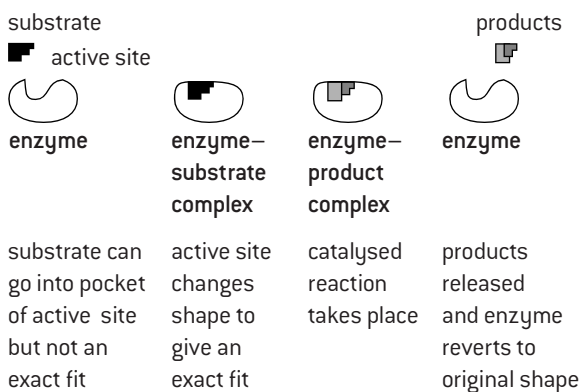 substrate
products
active site
enzyme
enzyme–
substrate
complex
enzyme–
product
complex
enzyme
substrate can
go into pocket
of active site
but not an
exact fit
active site
changes
shape to
give an
exact fit
catalysed
reaction
takes place
products
released
and enzyme
reverts to
original shape